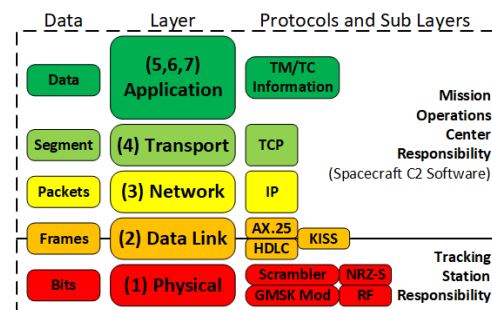 Data Layer Protocols and Sub Layers
Data
(5,6,7)
Application
TM/TC
Information
Segment
(4) Transport
TCP
Packets
(3) Network
IP
Frames
(2) Data Link
AX.25
HDLC
KISS
Bits
(1) Physical
Scrambler
NRZ-S
GMSK Mod
RF
Mission
Operations
Center
Responsibility
(Spacecraft C2 Software)
Tracking
Station
Responsibility